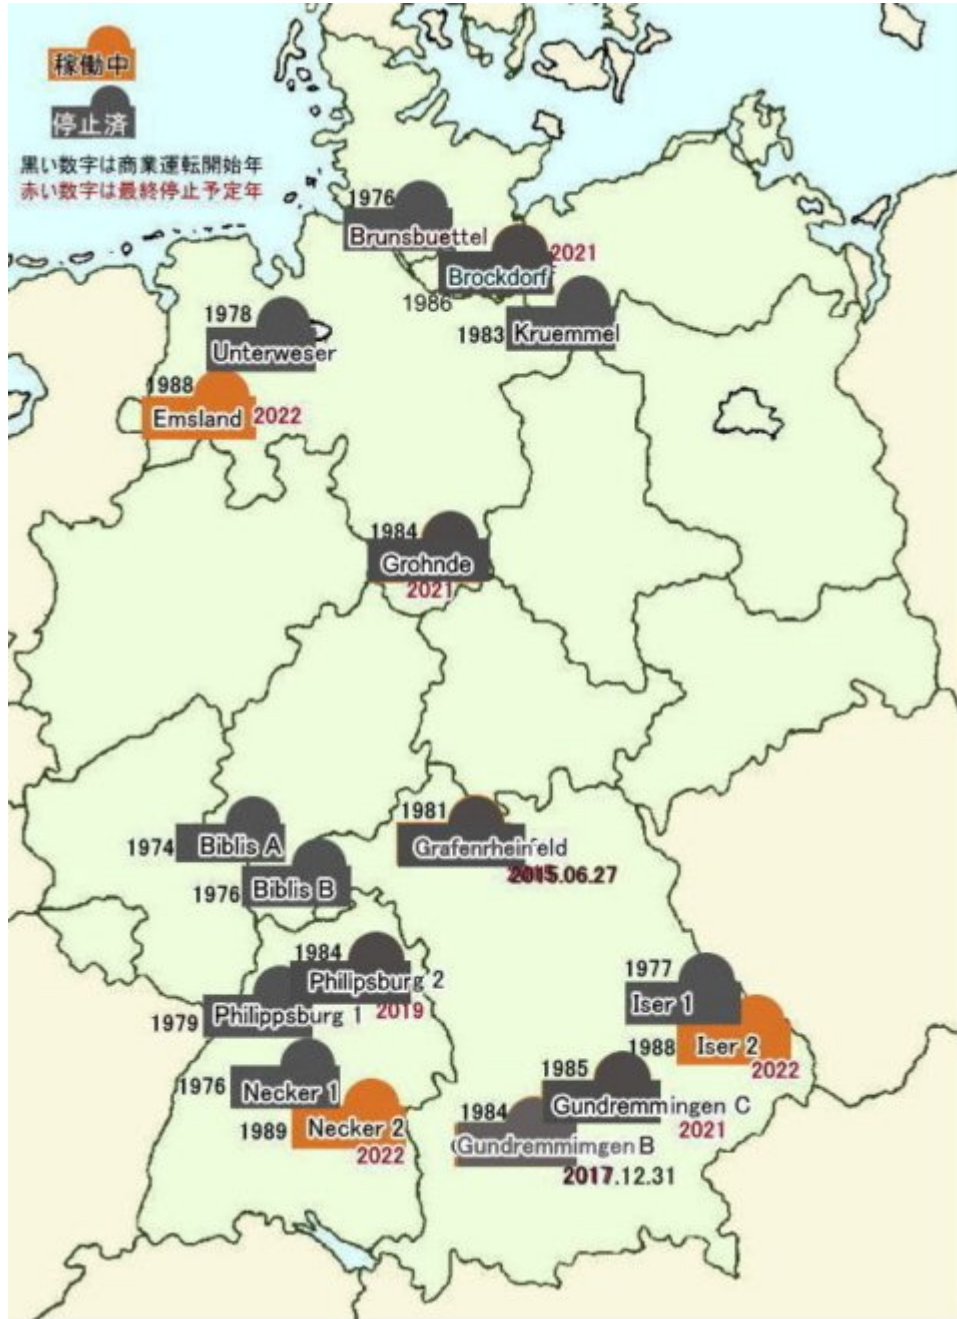 稼働中
停止済
黒い数字は商業運転開始年
赤い数字は最終停止予定年
1976
Brunsbuettel
2021
Brockdorf
1986
1978
Unterweser
1983
Kruemmel
1988
Emsland
2022
1984
Grohnde
2021
1981
Grafenrheinfeld
2015.06.27
1974
Biblis A
1976
Biblis B
1984
Philipsburg 2
2019
1979
Philippsburg 1
1977
Iser 1
1988
Iser 2
2022
1976
Necker 1
1989
Necker 2
2022
1985
Gundremmingen C
2021
1984
Gundremmimgen B
2017.12.31